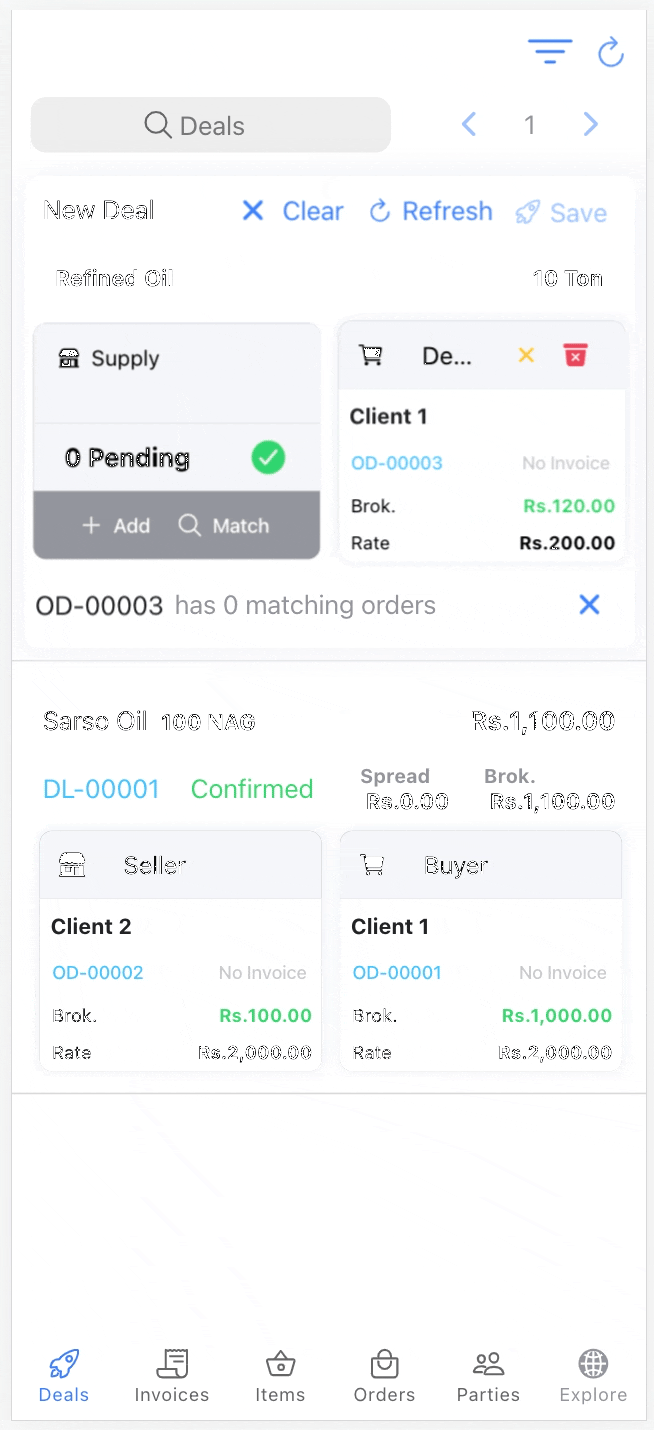 Deals
1
New Deal Clear Refresh Save
Refined Oil 10 Ton
Supply De...
Client 1
0 Pending OD-00003 No Invoice
Brok. Rs.120.00
Add Match Rate Rs.200.00
OD-00003 has 0 matching orders
Sarso Oil 100 NAG Rs.1,100.00
DL-00001 Confirmed Spread Brok.
Rs.0.00 Rs.1,100.00
Seller Buyer
Client 2 Client 1
OD-00002 No Invoice OD-00001 No Invoice
Brok. Rs.100.00 Brok. Rs.1,000.00
Rate Rs.2,000.00 Rate Rs.2,000.00
Deals Invoices Items Orders Parties Explore